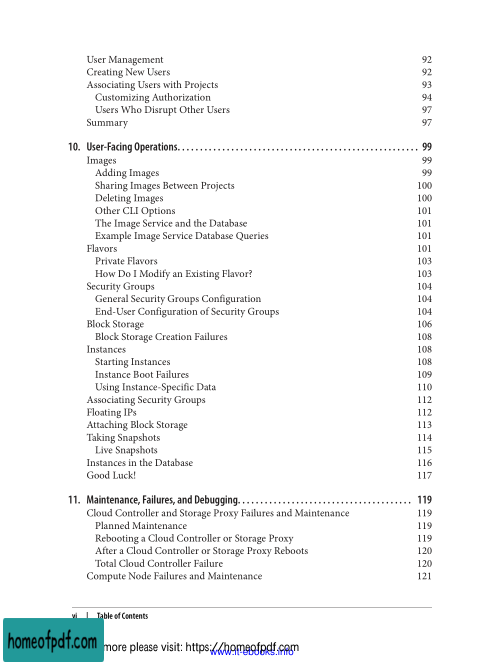 User Management 92
Creating New Users 92
Associating Users with Projects 93
Customizing Authorization 94
Users Who Disrupt Other Users 97
Summary 97
10. User-Facing Operations. . . . . . . . . . . . . . . . . . . . . . . . . . . . . . . . . . . . . . . . . . . . . . . . . . . . . . . 99
Images 99
Adding Images 99
Sharing Images Between Projects 100
Deleting Images 100
Other CLI Options 101
The Image Service and the Database 101
Example Image Service Database Queries 101
Flavors 101
Private Flavors 103
How Do I Modify an Existing Flavor? 103
Security Groups 104
General Security Groups Configuration 104
End-User Configuration of Security Groups 104
Block Storage 106
Block Storage Creation Failures 108
Instances 108
Starting Instances 108
Instance Boot Failures 109
Using Instance-Specific Data 110
Associating Security Groups 112
Floating IPs 112
Attaching Block Storage 113
Taking Snapshots 114
Live Snapshots 115
Instances in the Database 116
Good Luck! 117
11. Maintenance, Failures, and Debugging. . . . . . . . . . . . . . . . . . . . . . . . . . . . . . . . . . . . . . . 119
Cloud Controller and Storage Proxy Failures and Maintenance 119
Planned Maintenance 119
Rebooting a Cloud Controller or Storage Proxy 119
After a Cloud Controller or Storage Proxy Reboots 120
Total Cloud Controller Failure 120
Compute Node Failures and Maintenance 121
vi | Table of Contents
homeofpdf.com
more please visit: https://homeofpdf.com
www.it-ebooks.info